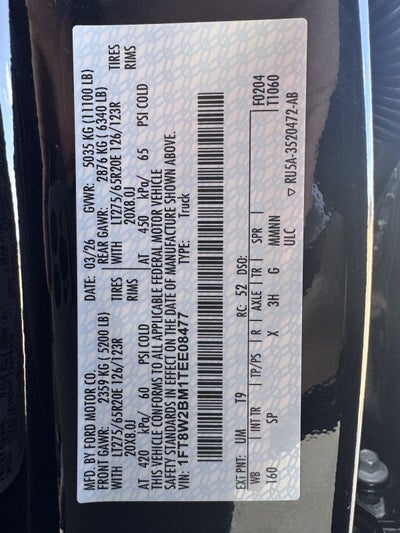 MFD. BY FORD MOTOR CO. DATE: 03/26 GVWR: 5035 KG (11100 LB)
FRONT GAWR: 2359 KG ( 5200 LB) REAR GAWR: 2876 KG ( 6340 LB)
WITH LT275/65R20E 126/123R TIRES WITH LT275/65R20E 126/123R TIRES
20X8.0J RIMS 20X8.0J RIMS
AT 420 kPa/ 60 PSI COLD AT 450 kPa/ 65 PSI COLD
THIS VEHICLE CONFORMS TO ALL APPLICABLE FEDERAL MOTOR VEHICLE
SAFETY STANDARDS IN EFFECT ON THE DATE OF MANUFACTURE SHOWN ABOVE.
VIN: 1FT8W2BM1TEE08477 TYPE: Truck
F0204
T1060
EXT PNT: UM T9 RC: 52 DSO:
WB INT TR TP/PS R AXLE TR SPR
160 SP X 3H G MMNN
ULC ▽ RU5A-3520472-AB